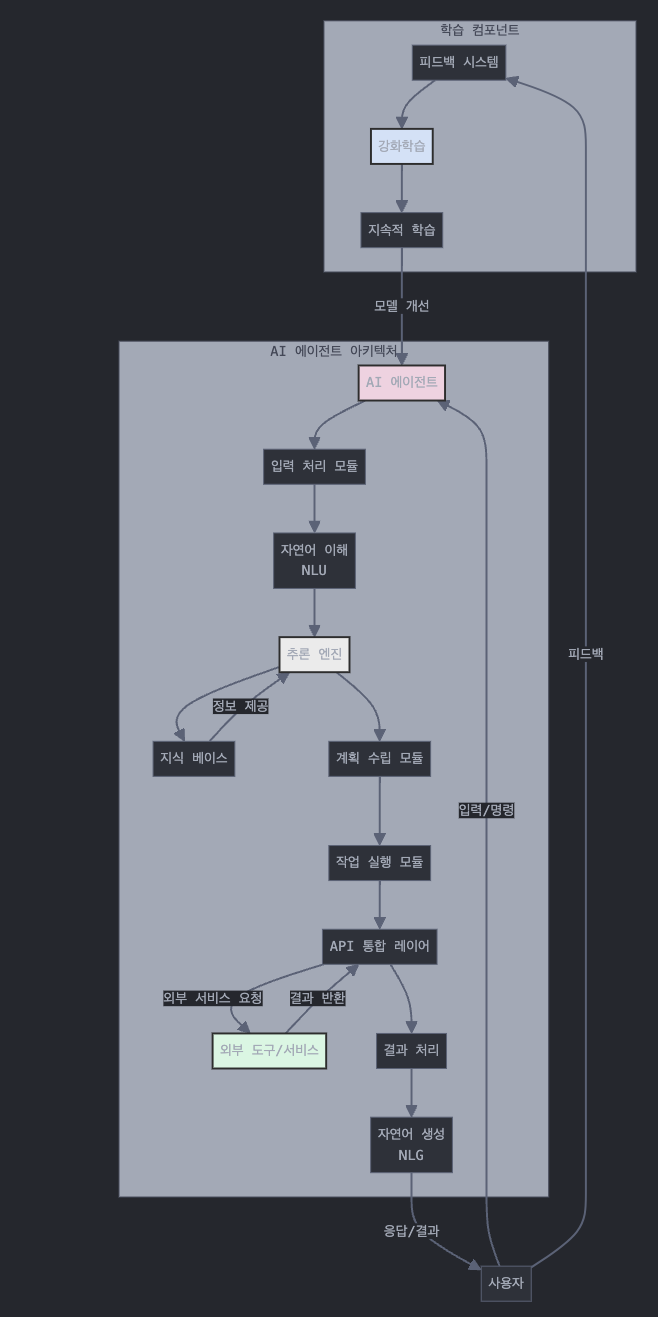 학습 컴포넌트
피드백 시스템
강화학습
지속적 학습
모델 개선
AI 에이전트 아키텍처
AI 에이전트
입력 처리 모듈
자연어 이해
NLU
추론 엔진
정보 제공
지식 베이스
계획 수립 모듈
피드백
입력/명령
작업 실행 모듈
API 통합 레이어
외부 서비스 요청
결과 반환
외부 도구/서비스
결과 처리
자연어 생성
NLG
응답/결과
사용자